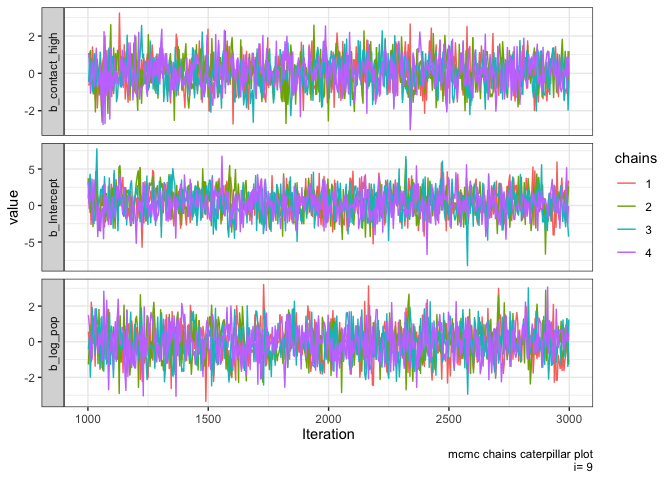 b_contact_high
2
0
-2
b_Intercept
5
0
-5
b_log_pop
2
0
-2
value
1000 1500 2000 2500 3000
Iteration
chains
1
2
3
4
mcmc chains caterpillar plot
i= 9